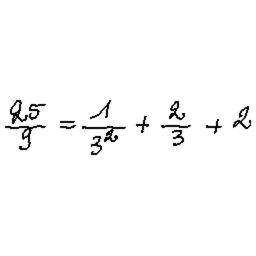 25/9 = 1/3² + 2/3 + 2